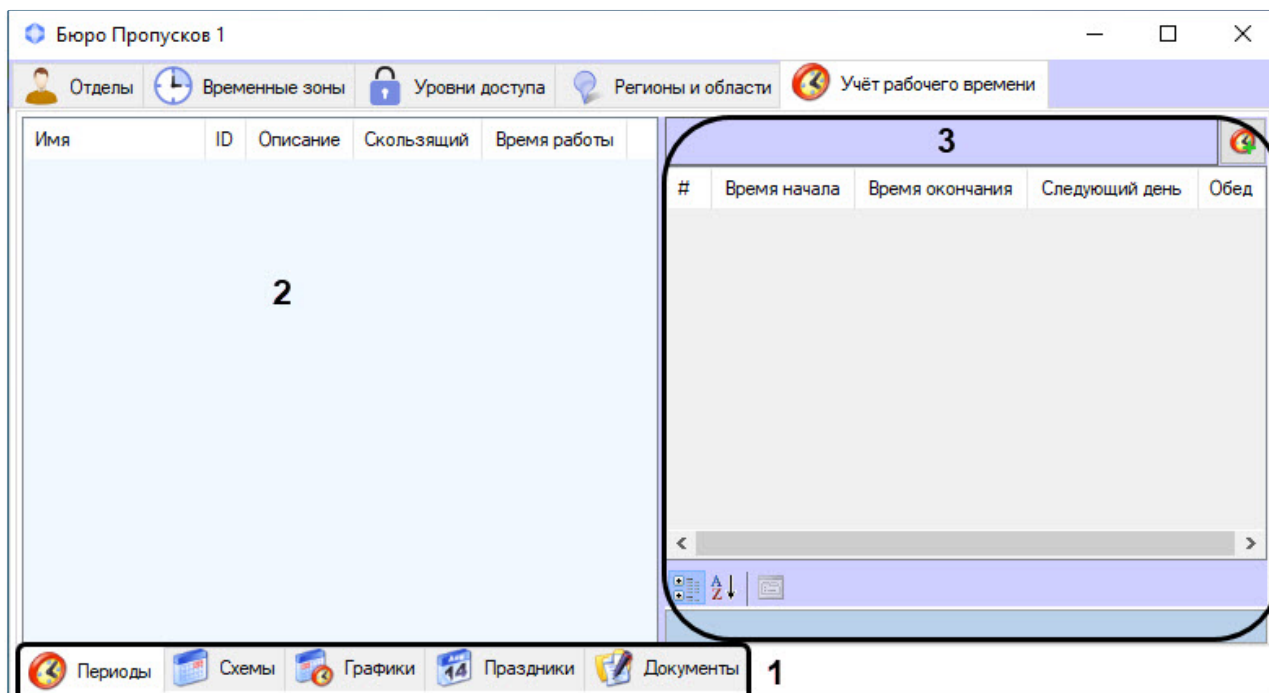 Бюро Пропусков 1
Отделы Временные зоны Уровни доступа Регионы и области Учёт рабочего времени
Имя ID Описание Скользящий Время работы
3
# Время начала Время окончания Следующий день Обед
2
A
Z
Периоды Схемы Графики 14 Праздники Документы 1